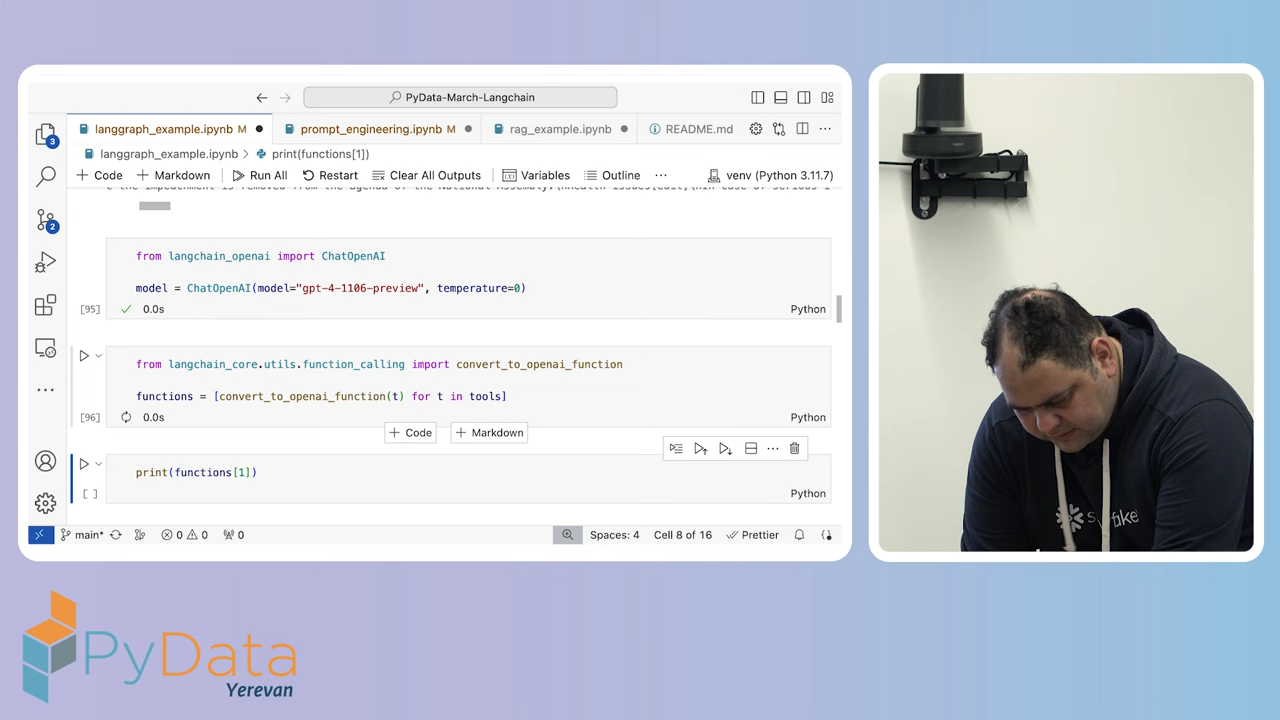 PyData-March-Langchain
langgraph_example.ipynb M
prompt_engineering.ipynb M
rag_example.ipynb
README.md
3
langgraph_example.ipynb > print(functions[1])
+ Code + Markdown Run All Restart Clear All Outputs Variables Outline ... venv (Python 3.11.7)
2
from langchain_openai import ChatOpenAI
model = ChatOpenAI(model="gpt-4-1106-preview", temperature=0)
[95] 0.0s Python
from langchain_core.utils.function_calling import convert_to_openai_function
functions = [convert_to_openai_function(t) for t in tools]
[96] 0.0s Python
+ Code + Markdown
print(functions[1])
[ ] Python
main* 0 0 0 Spaces: 4 Cell 8 of 16 Prettier
PyData
Yerevan